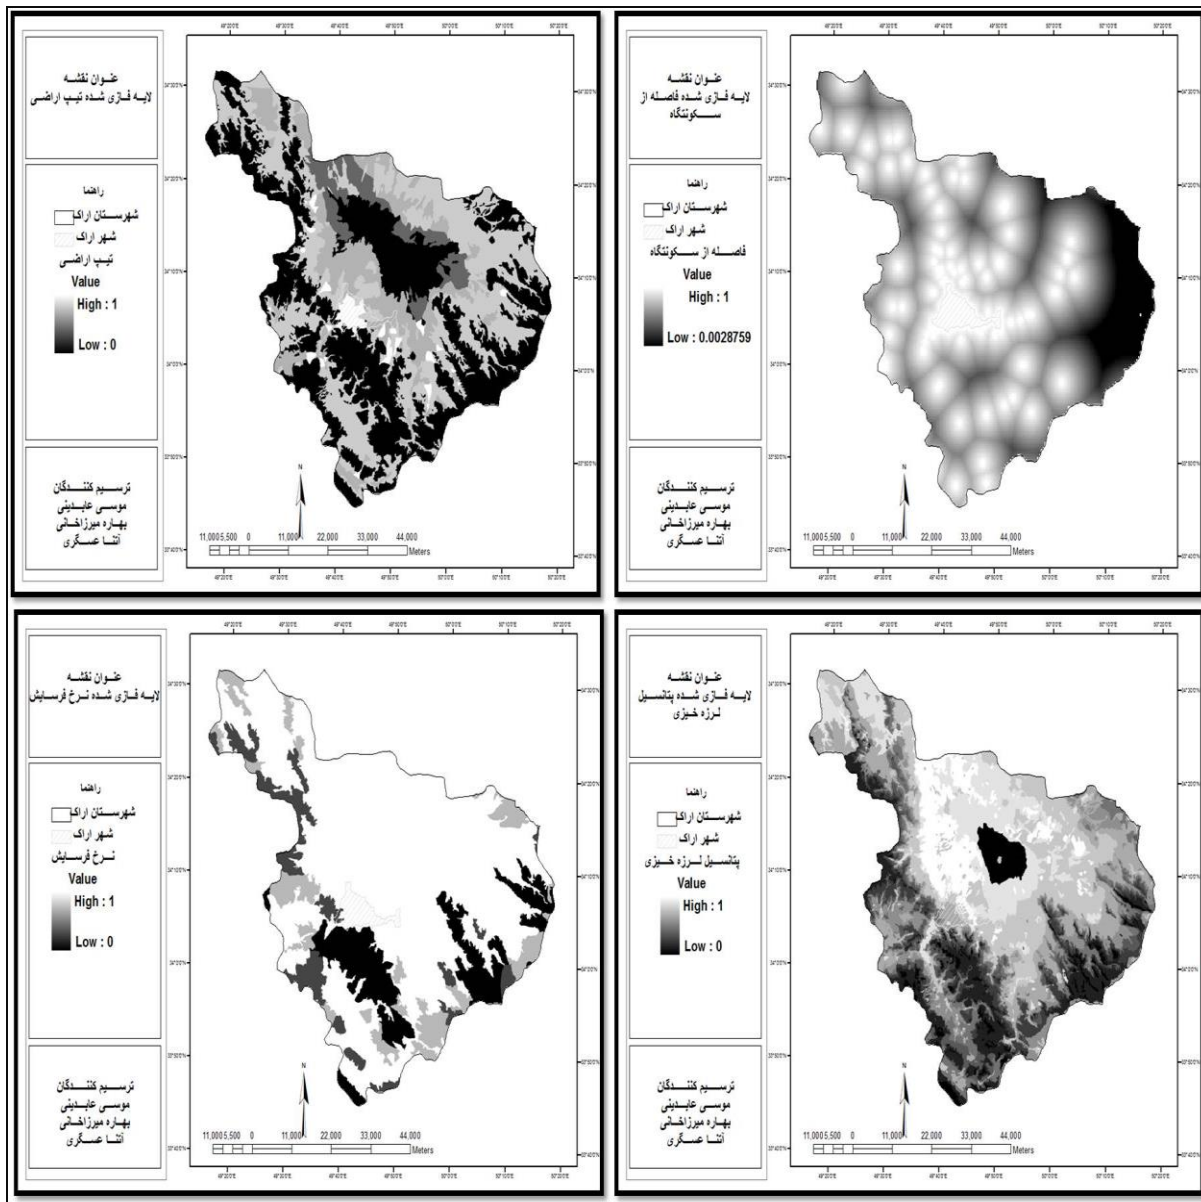 عنوان نقشه
لایه فازی شده تیپ اراضی
راهنما
شهرستان اراک
شهر اراک
تیپ اراضی
Value
High : 1
Low : 0
ترسیم کنندگان
موسی عابدینی
بهاره میرزاخانی
آتنا عسگری
N
11,000 5,500 0 11,000 22,000 33,000 44,000
Meters
عنوان نقشه
لایه فازی شده فاصله از
سکونتگاه
راهنما
شهرستان اراک
شهر اراک
فاصله از سکونتگاه
Value
High : 1
Low : 0.0028759
ترسیم کنندگان
موسی عابدینی
بهاره میرزاخانی
آتنا عسگری
N
11,000 5,500 0 11,000 22,000 33,000 44,000
Meters
عنوان نقشه
لایه فازی شده نرخ فرسایش
راهنما
شهرستان اراک
شهر اراک
نرخ فرسایش
Value
High : 1
Low : 0
ترسیم کنندگان
موسی عابدینی
بهاره میرزاخانی
آتنا عسگری
N
11,000 5,500 0 11,000 22,000 33,000 44,000
Meters
عنوان نقشه
لایه فازی شده پتانسیل
لرزه خیزی
راهنما
شهرستان اراک
شهر اراک
پتانسیل لرزه خیزی
Value
High : 1
Low : 0
ترسیم کنندگان
موسی عابدینی
بهاره میرزاخانی
آتنا عسگری
N
11,000 5,500 0 11,000 22,000 33,000 44,000
Meters